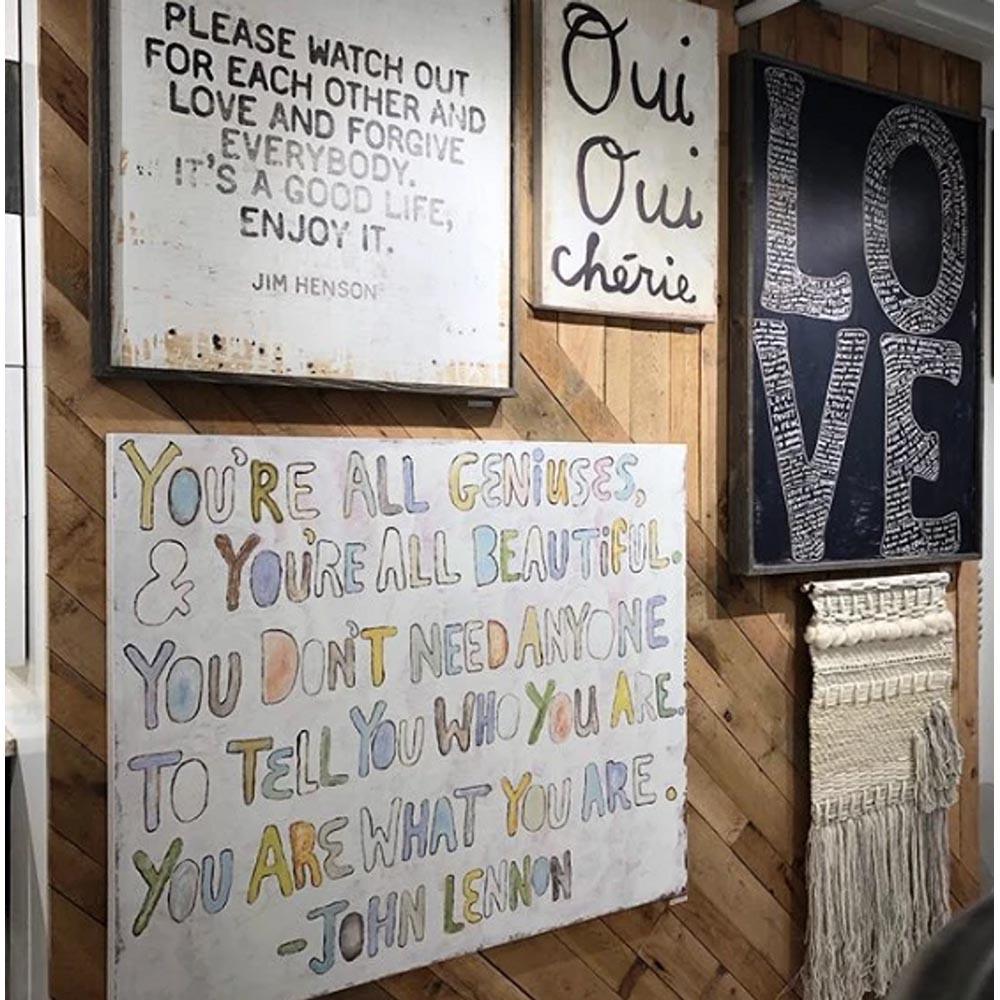 PLEASE WATCH OUT
FOR EACH OTHER AND
LOVE AND FORGIVE
EVERYBODY.
IT'S A GOOD LIFE,
ENJOY IT.
JIM HENSON
Oui
Oui
chérie
LO
VE
YOU'RE ALL GENiUSES,
& YOU'RE ALL BEAUTiFUL.
YOU DON'T NEED ANYONE
TO TELL YOU WHO YOU ARE.
YOU ARE WHAT YOU ARE.
-JOHN LENNON